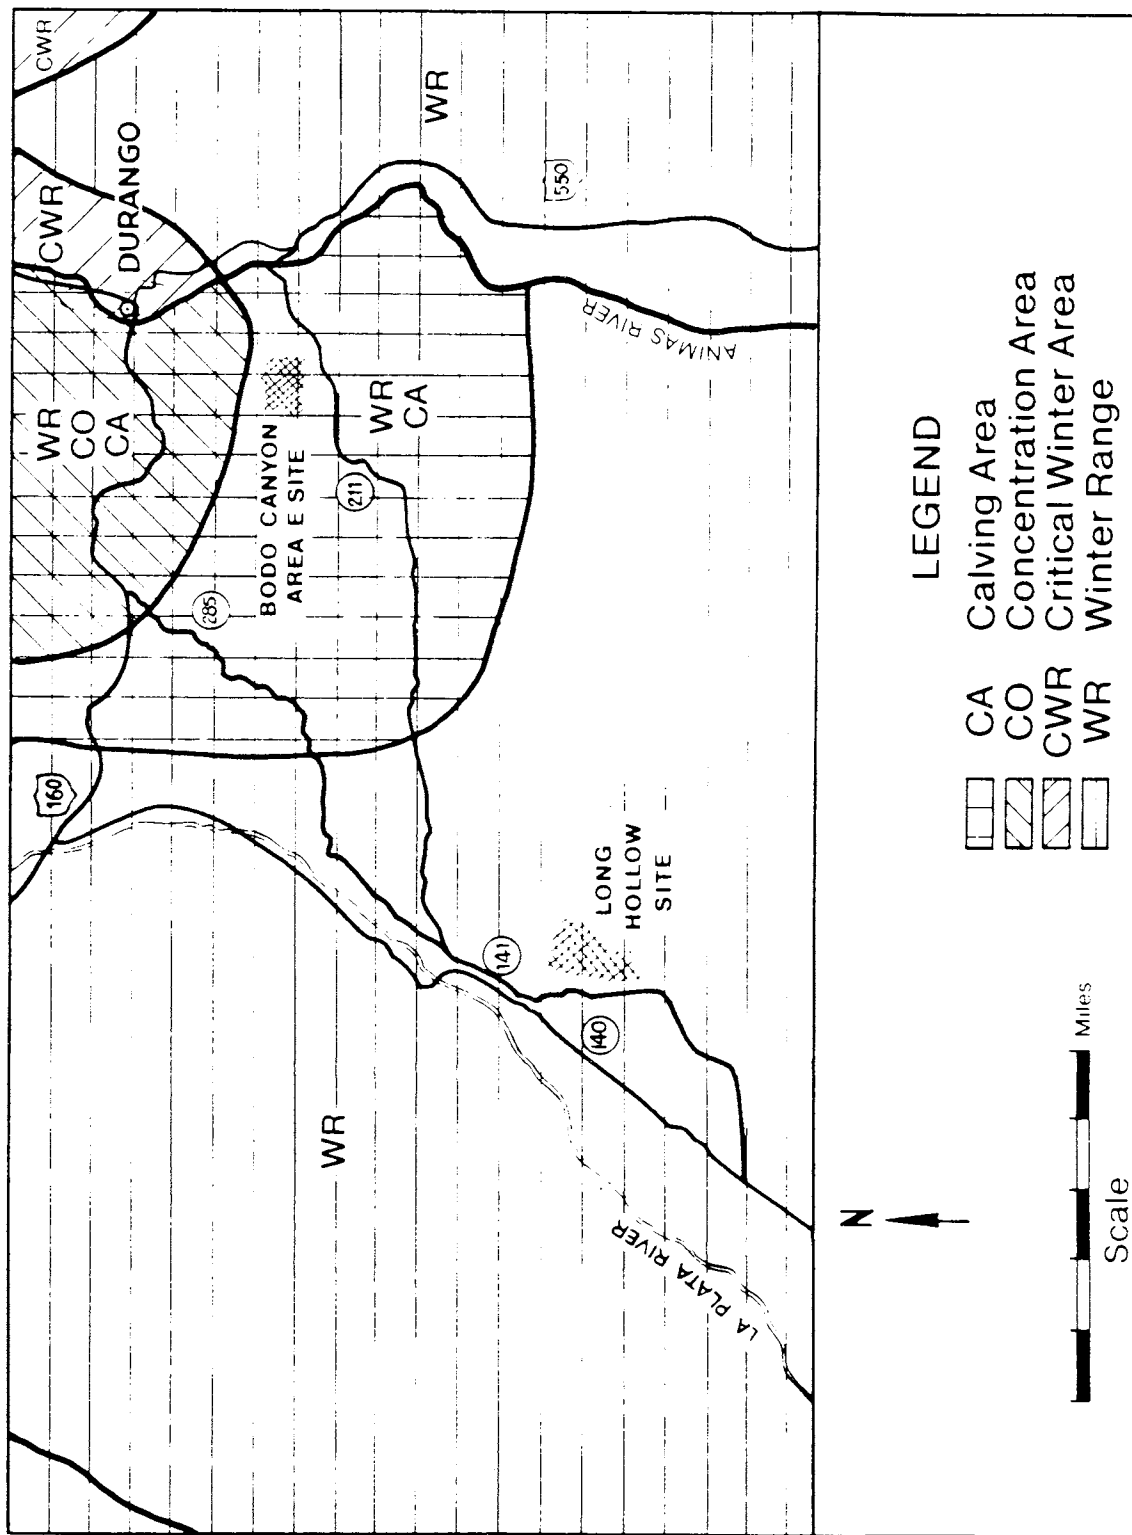 CWR
CWR
DURANGO
WR
CO
CA
WR
550
ANIMAS RIVER
BODO CANYON
AREA E SITE
WR
CA
211
285
160
LONG
HOLLOW
SITE
141
140
WR
LA PLATA RIVER
LEGEND
CA Calving Area
CO Concentration Area
CWR Critical Winter Area
WR Winter Range
N
Miles
Scale